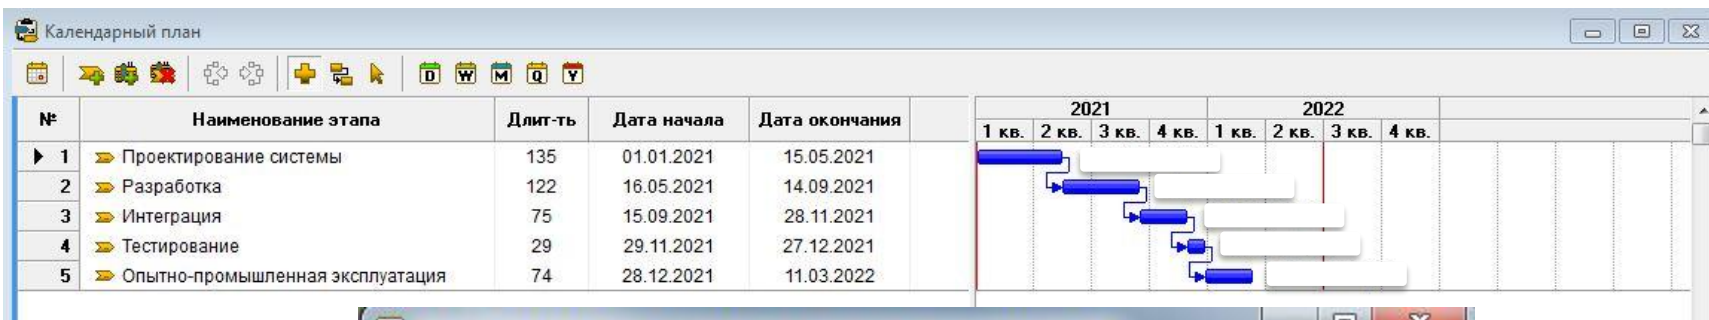 Календарный план
D W M Q Y
№ Наименование этапа Длит-ть Дата начала Дата окончания 2021 2022
1 кв. 2 кв. 3 кв. 4 кв. 1 кв. 2 кв. 3 кв. 4 кв.
1 Проектирование системы 135 01.01.2021 15.05.2021
2 Разработка 122 16.05.2021 14.09.2021
3 Интеграция 75 15.09.2021 28.11.2021
4 Тестирование 29 29.11.2021 27.12.2021
5 Опытно-промышленная эксплуатация 74 28.12.2021 11.03.2022